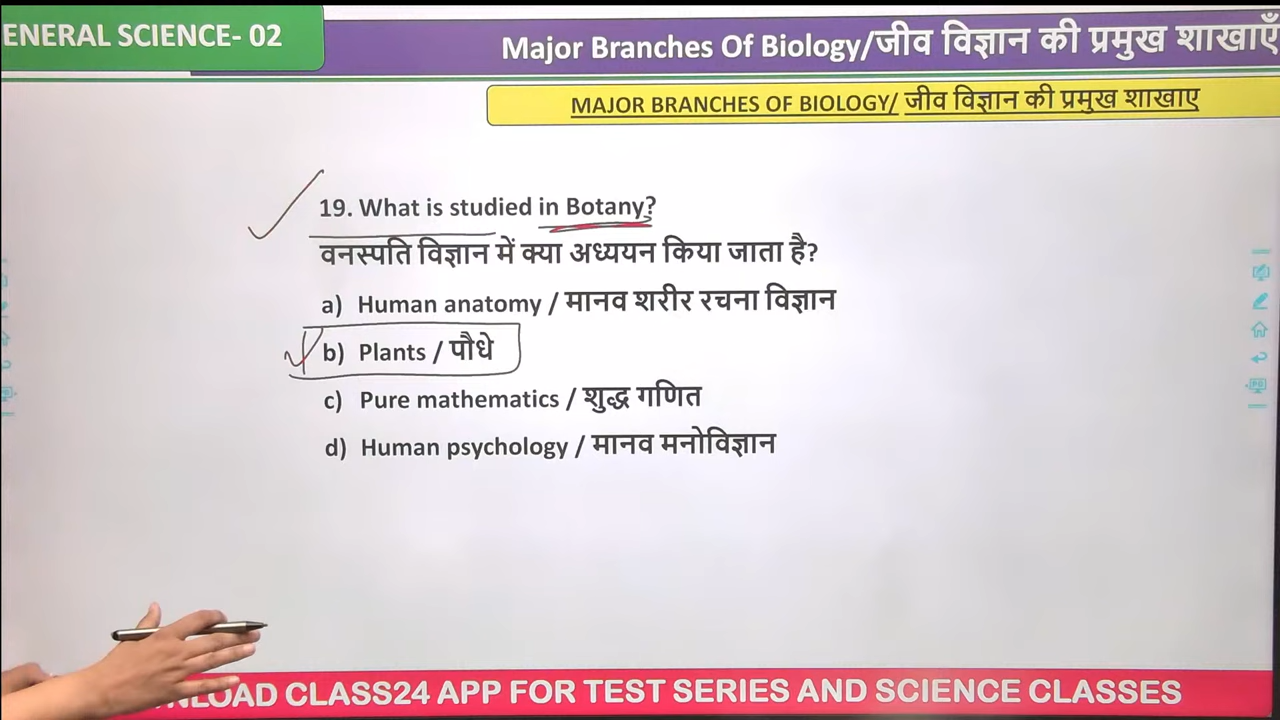 ENERAL SCIENCE- 02
Major Branches Of Biology/जीव विज्ञान की प्रमुख शाखाएँ
MAJOR BRANCHES OF BIOLOGY/ जीव विज्ञान की प्रमुख शाखाए
19. What is studied in Botany?
वनस्पति विज्ञान में क्या अध्ययन किया जाता है?
a) Human anatomy / मानव शरीर रचना विज्ञान
b) Plants / पौधे
c) Pure mathematics / शुद्ध गणित
d) Human psychology / मानव मनोविज्ञान
NLOAD CLASS24 APP FOR TEST SERIES AND SCIENCE CLASSES